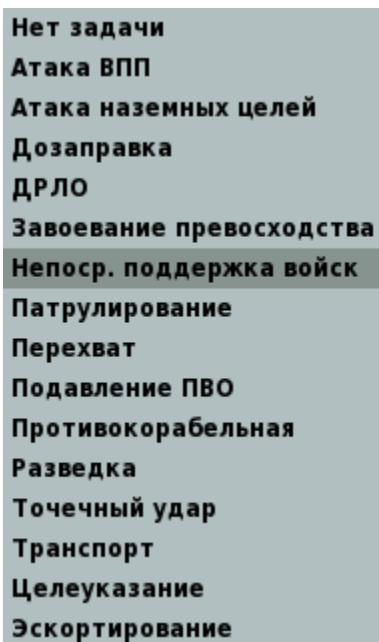 Нет задачи
Атака ВПП
Атака наземных целей
Дозаправка
ДРЛО
Завоевание превосходства
Непоср. поддержка войск
Патрулирование
Перехват
Подавление ПВО
Противокорабельная
Разведка
Точечный удар
Транспорт
Целеуказание
Эскортирование